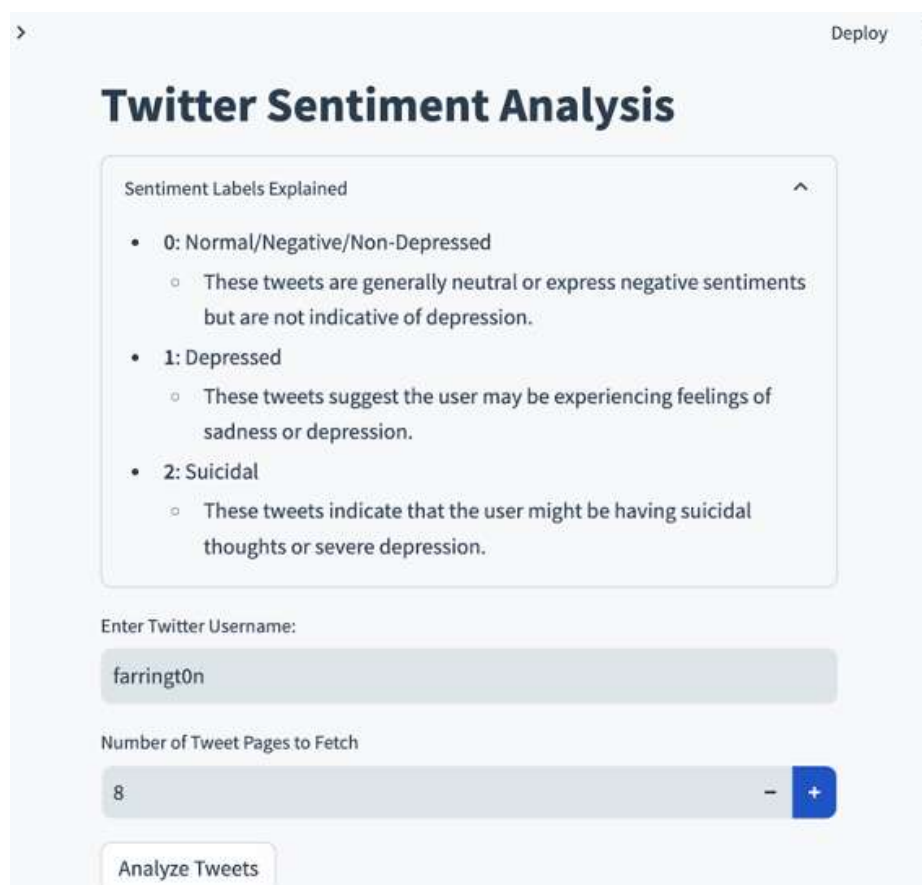 Deploy
Twitter Sentiment Analysis
Sentiment Labels Explained
0: Normal/Negative/Non-Depressed
These tweets are generally neutral or express negative sentiments
but are not indicative of depression.
1: Depressed
These tweets suggest the user may be experiencing feelings of
sadness or depression.
2: Suicidal
These tweets indicate that the user might be having suicidal
thoughts or severe depression.
Enter Twitter Username:
farringt0n
Number of Tweet Pages to Fetch
8
Analyze Tweets